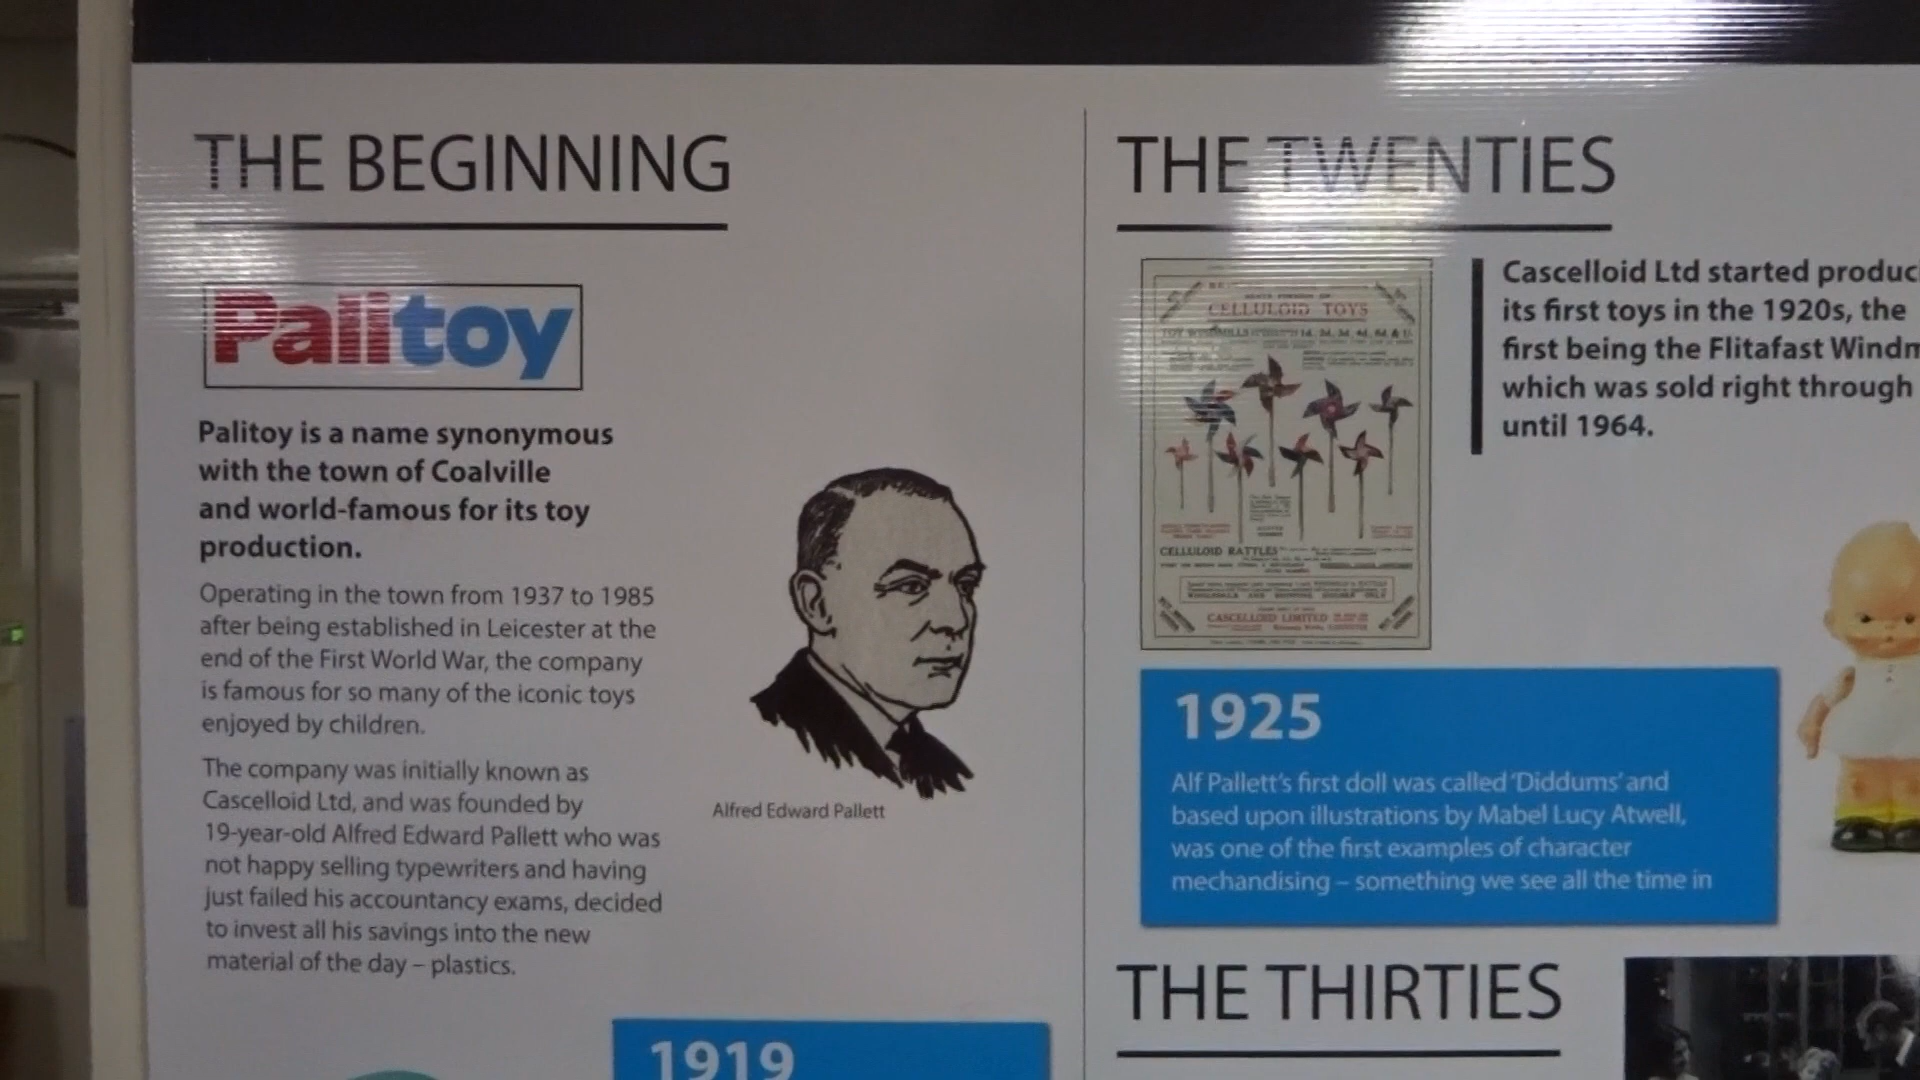 THE BEGINNING
Palitoy
Palitoy is a name synonymous
with the town of Coalville
and world-famous for its toy
production.
Operating in the town from 1937 to 1985
after being established in Leicester at the
end of the First World War, the company
is famous for so many of the iconic toys
enjoyed by children.
The company was initially known as
Cascelloid Ltd, and was founded by
19-year-old Alfred Edward Pallett who was
not happy selling typewriters and having
just failed his accountancy exams, decided
to invest all his savings into the new
material of the day – plastics.
Alfred Edward Pallett
1919
THE TWENTIES
CELLULOID TOYS
TOY WINDMILLS
CELLULOID RATTLES
CASCELLOID LIMITED
Cascelloid Ltd started produc
its first toys in the 1920s, the
first being the Flitafast Windm
which was sold right through
until 1964.
1925
Alf Pallett's first doll was called 'Diddums' and
based upon illustrations by Mabel Lucy Atwell,
was one of the first examples of character
mechandising – something we see all the time in
THE THIRTIES